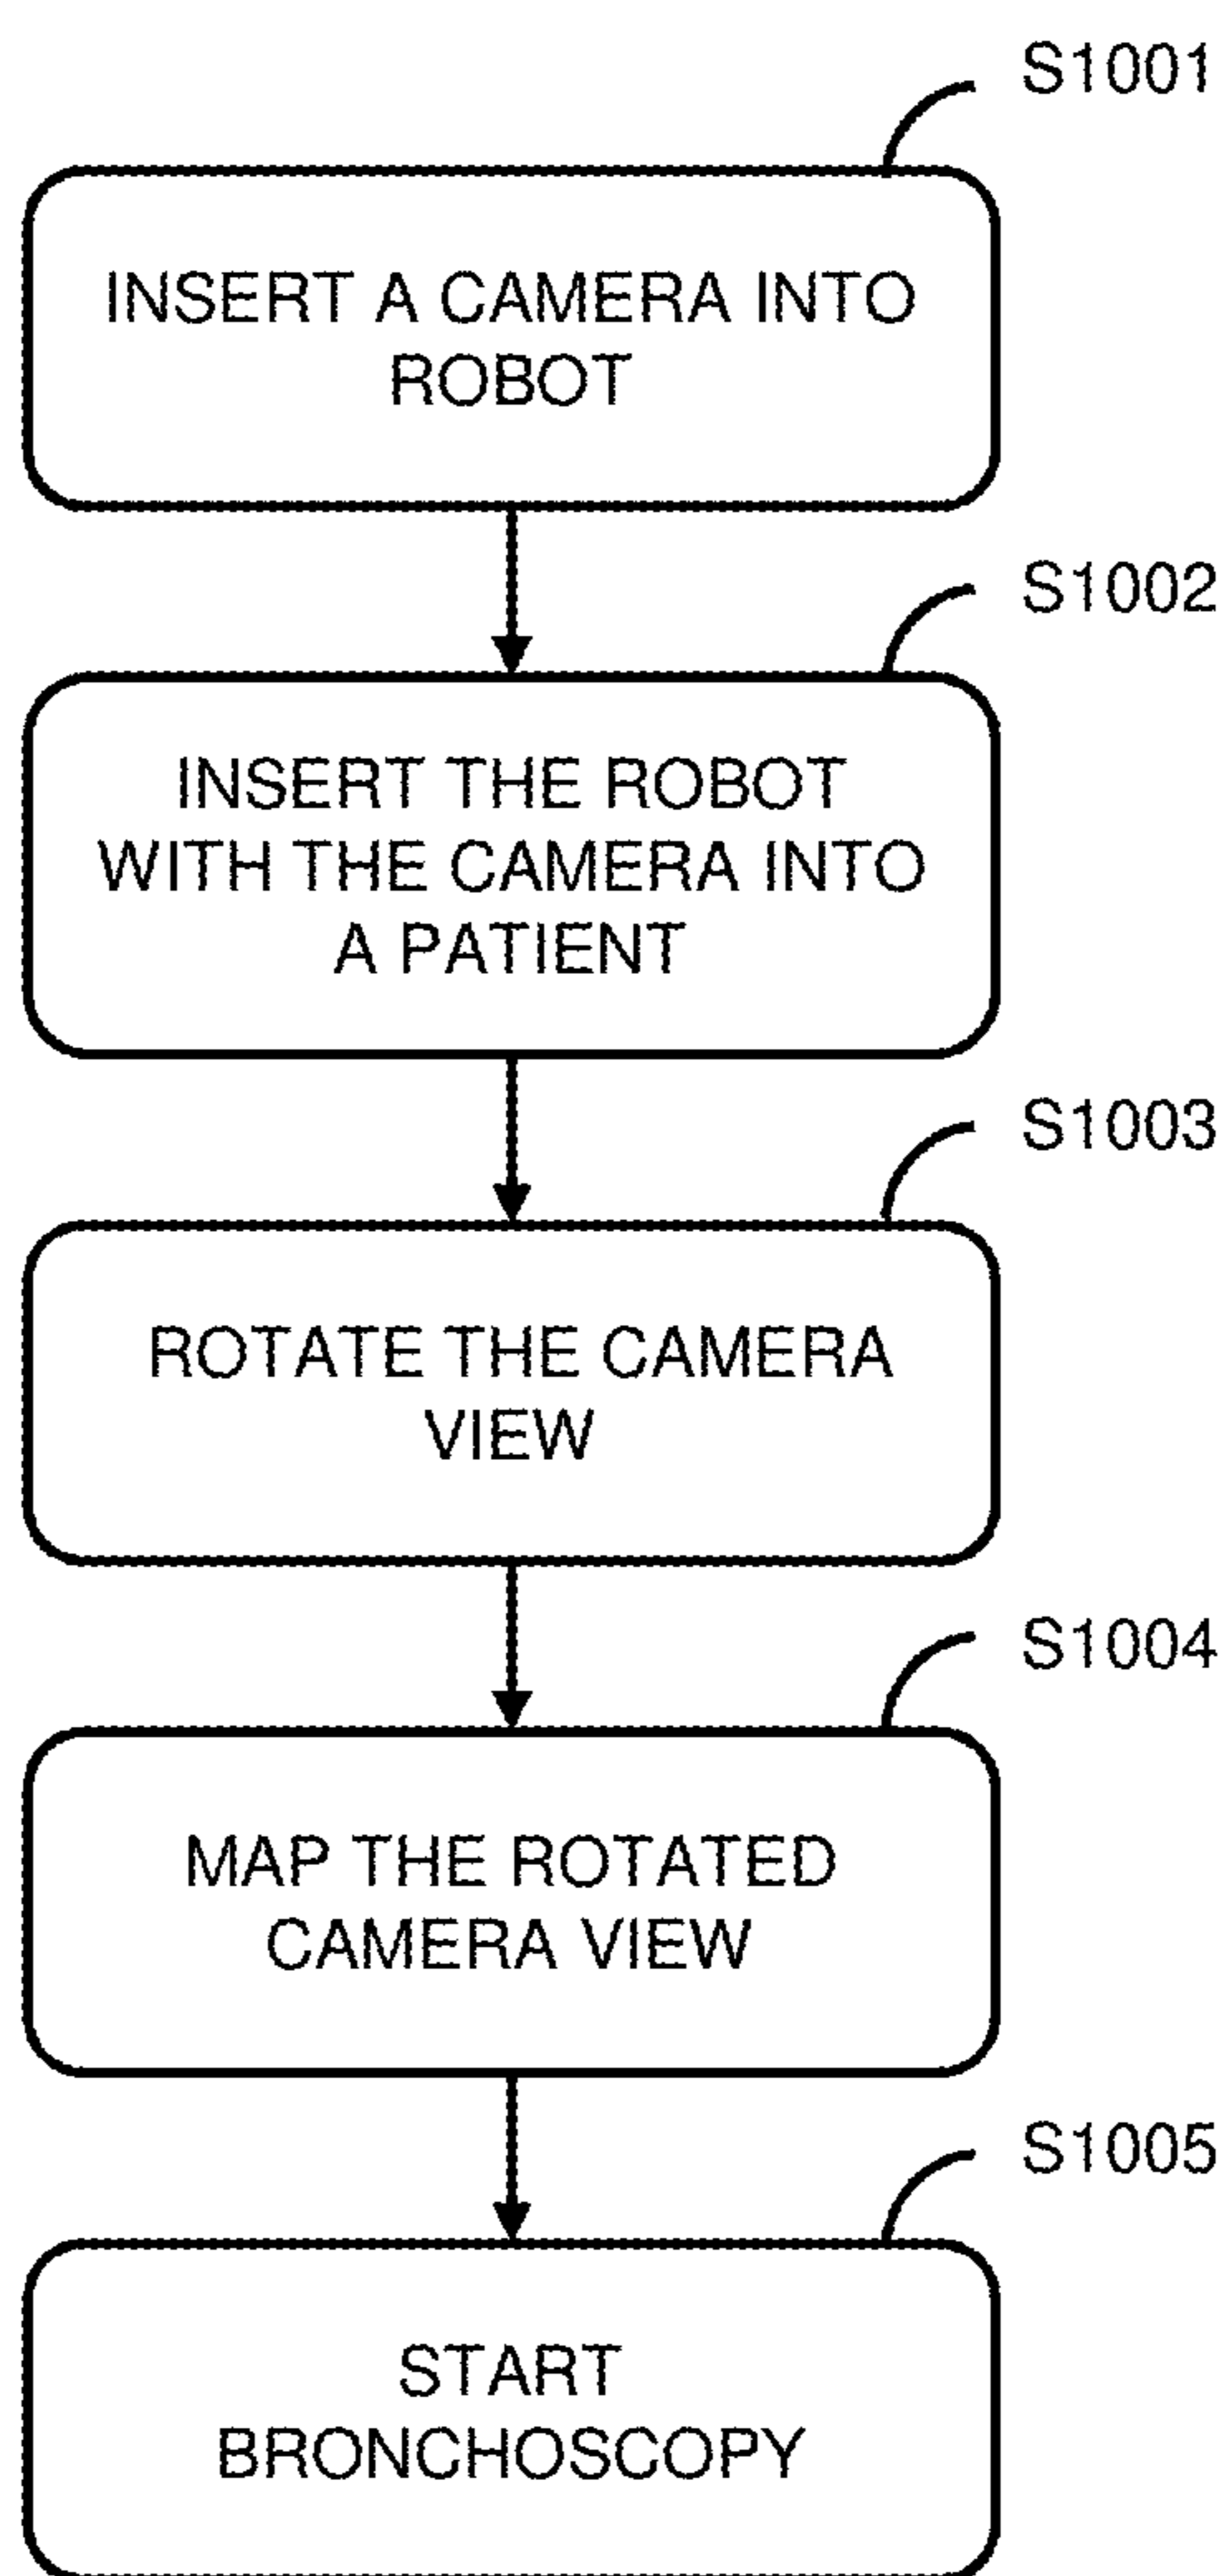 S1001
INSERT A CAMERA INTO
ROBOT
S1002
INSERT THE ROBOT
WITH THE CAMERA INTO
A PATIENT
S1003
ROTATE THE CAMERA
VIEW
S1004
MAP THE ROTATED
CAMERA VIEW
S1005
START
BRONCHOSCOPY